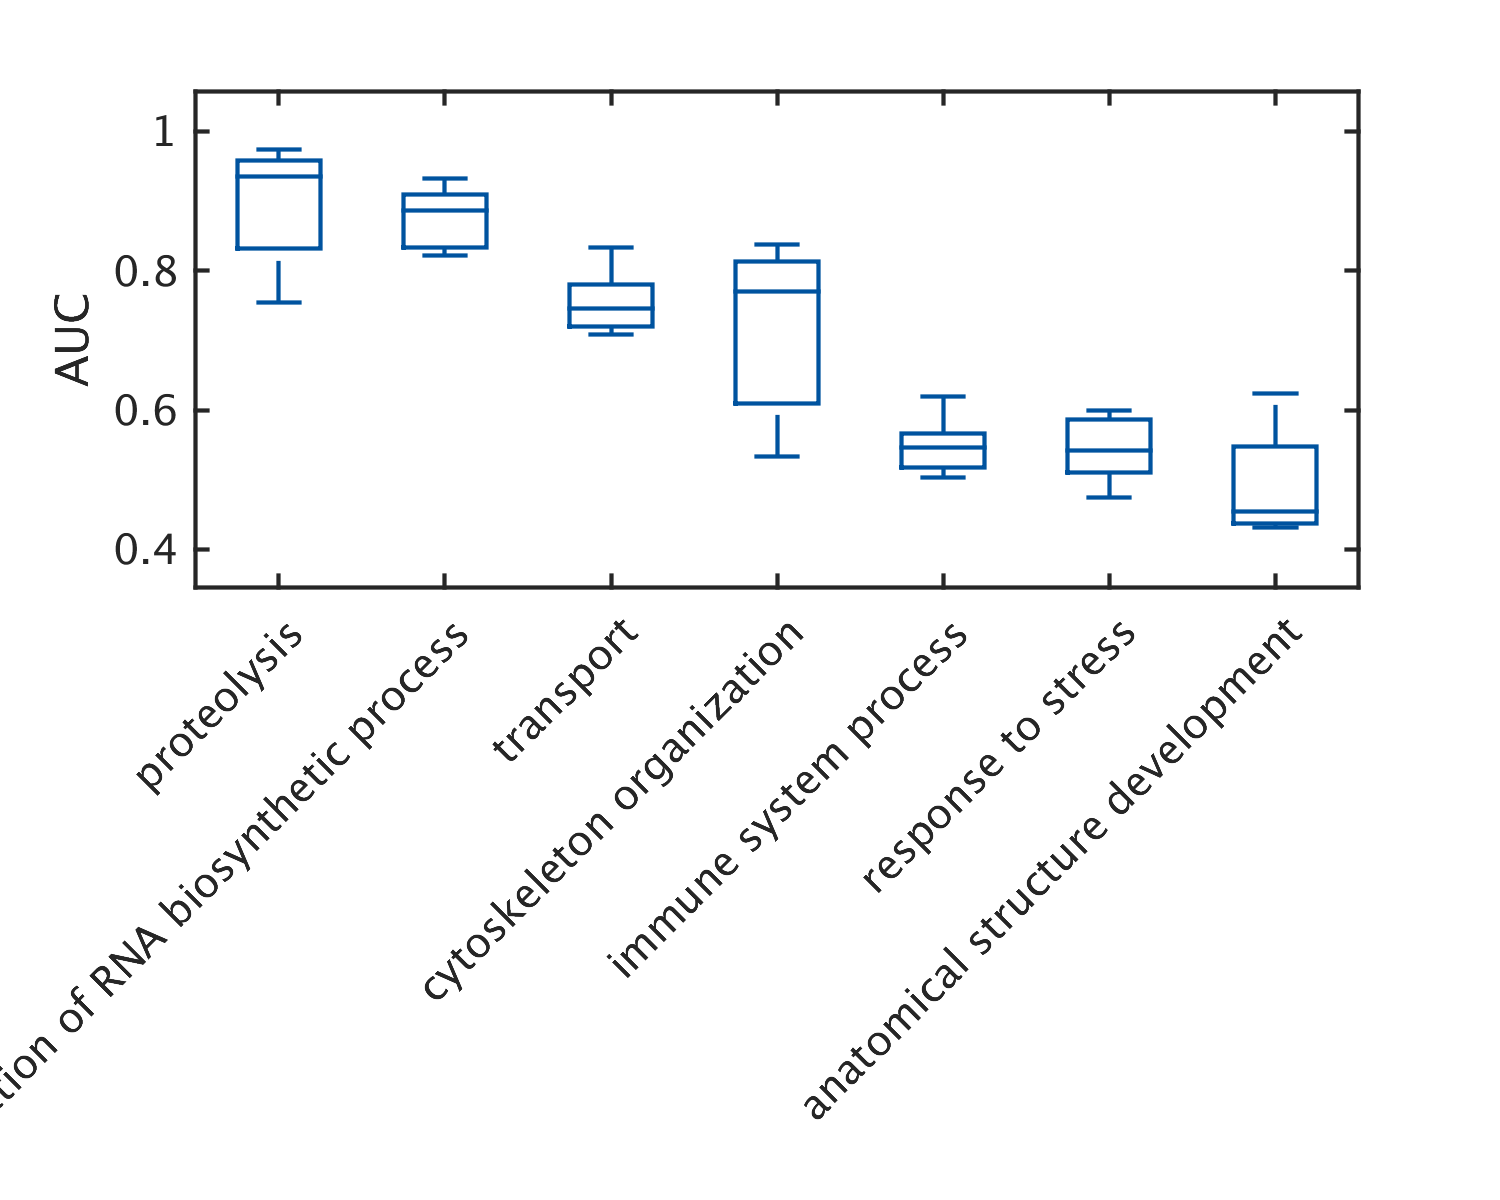 1
0.8
0.6
0.4
AUC
proteolysis
tion of RNA biosynthetic process
transport
cytoskeleton organization
immune system process
response to stress
anatomical structure development